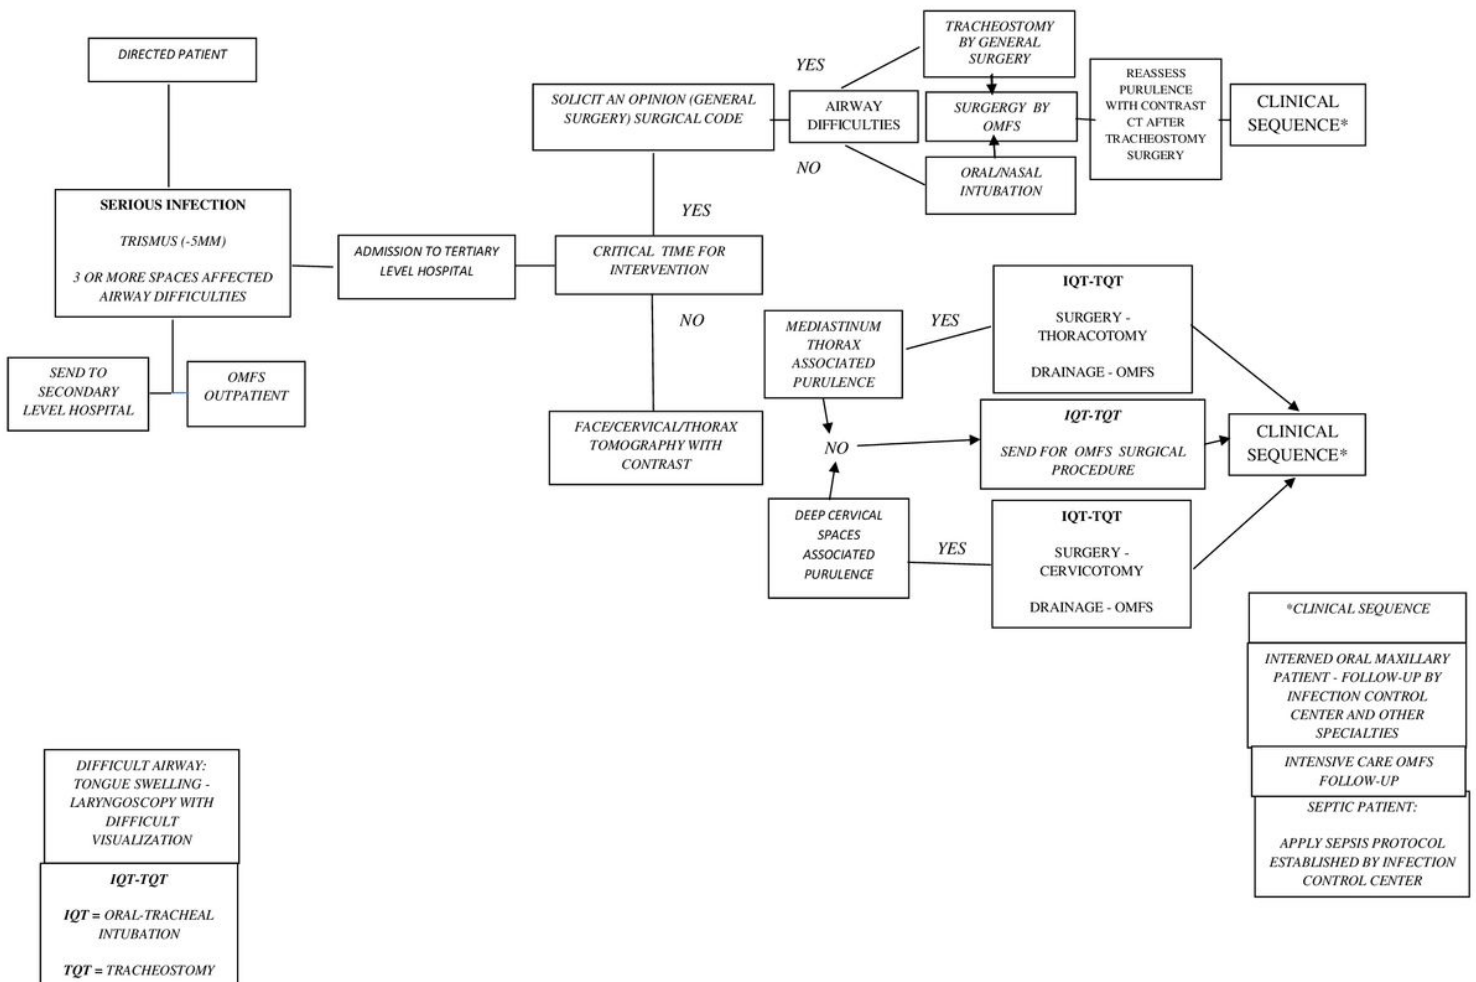 DIRECTED PATIENT
SERIOUS INFECTION
TRISMUS (-5MM)
3 OR MORE SPACES AFFECTED
AIRWAY DIFFICULTIES
SEND TO
SECONDARY
LEVEL HOSPITAL
OMFS
OUTPATIENT
ADMISSION TO TERTIARY
LEVEL HOSPITAL
CRITICAL TIME FOR
INTERVENTION
YES
SOLICIT AN OPINION (GENERAL
SURGERY) SURGICAL CODE
AIRWAY
DIFFICULTIES
YES
TRACHEOSTOMY
BY GENERAL
SURGERY
SURGERGY BY
OMFS
NO
ORAL/NASAL
INTUBATION
REASSESS
PURULENCE
WITH CONTRAST
CT AFTER
TRACHEOSTOMY
SURGERY
CLINICAL
SEQUENCE*
NO
FACE/CERVICAL/THORAX
TOMOGRAPHY WITH
CONTRAST
MEDIASTINUM
THORAX
ASSOCIATED
PURULENCE
YES
IQT-TQT
SURGERY -
THORACOTOMY
DRAINAGE - OMFS
NO
IQT-TQT
SEND FOR OMFS SURGICAL
PROCEDURE
CLINICAL
SEQUENCE*
DEEP CERVICAL
SPACES
ASSOCIATED
PURULENCE
YES
IQT-TQT
SURGERY -
CERVICOTOMY
DRAINAGE - OMFS
*CLINICAL SEQUENCE
INTERNED ORAL MAXILLARY
PATIENT - FOLLOW-UP BY
INFECTION CONTROL
CENTER AND OTHER
SPECIALTIES
INTENSIVE CARE OMFS
FOLLOW-UP
SEPTIC PATIENT:
APPLY SEPSIS PROTOCOL
ESTABLISHED BY INFECTION
CONTROL CENTER
DIFFICULT AIRWAY:
TONGUE SWELLING -
LARYNGOSCOPY WITH
DIFFICULT
VISUALIZATION
IQT-TQT
IQT = ORAL-TRACHEAL
INTUBATION
TQT = TRACHEOSTOMY